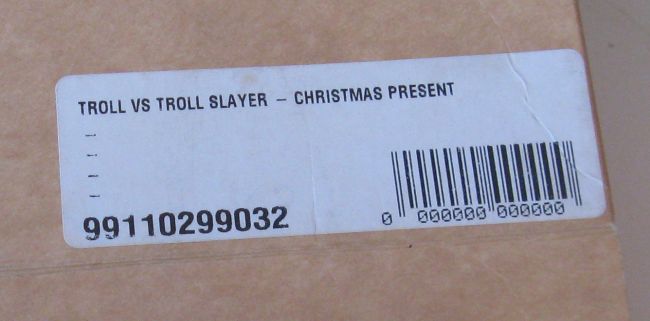 TROLL VS TROLL SLAYER – CHRISTMAS PRESENT
99110299032
0 000000 000000